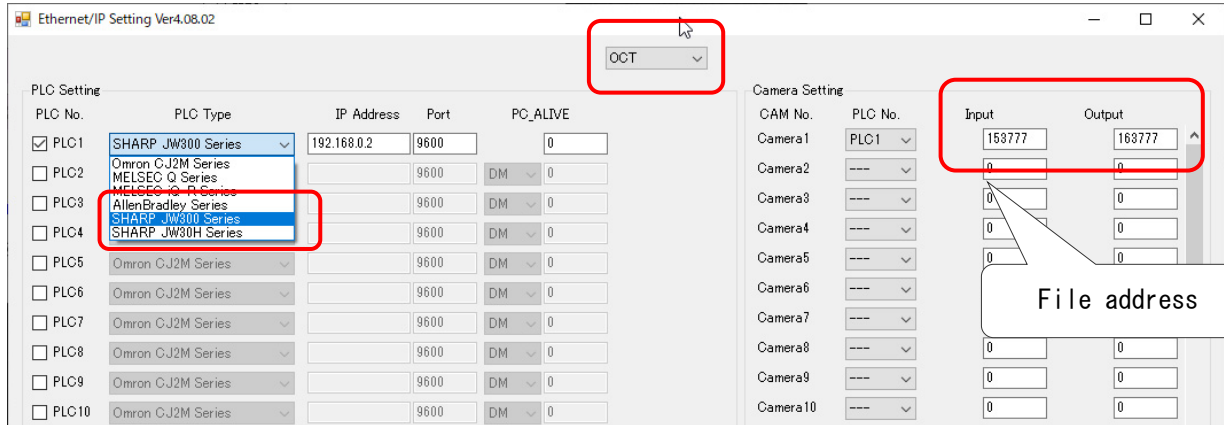 Ethernet/IP Setting Ver4.08.02
OCT
PLC Setting
PLC No. PLC Type IP Address Port PC_ALIVE
PLC1 SHARP JW300 Series 192.168.0.2 9600 0
Omron CJ2M Series
MELSEC Q Series
MELSEC iQ-R Series
AllenBradley Series
SHARP JW300 Series
SHARP JW30H Series
PLC2 9600 DM 0
PLC3 9600 DM 0
PLC4 9600 DM 0
PLC5 Omron CJ2M Series 9600 DM 0
PLC6 Omron CJ2M Series 9600 DM 0
PLC7 Omron CJ2M Series 9600 DM 0
PLC8 Omron CJ2M Series 9600 DM 0
PLC9 Omron CJ2M Series 9600 DM 0
PLC10 Omron CJ2M Series 9600 DM 0
Camera Setting
CAM No. PLC No. Input Output
Camera1 PLC1 153777 163777
Camera2 --- 0 0
Camera3 --- 0 0
Camera4 --- 0 0
Camera5 --- 0 0
Camera6 ---
Camera7 ---
Camera8 --- 0 0
Camera9 --- 0 0
Camera10 --- 0 0
File address